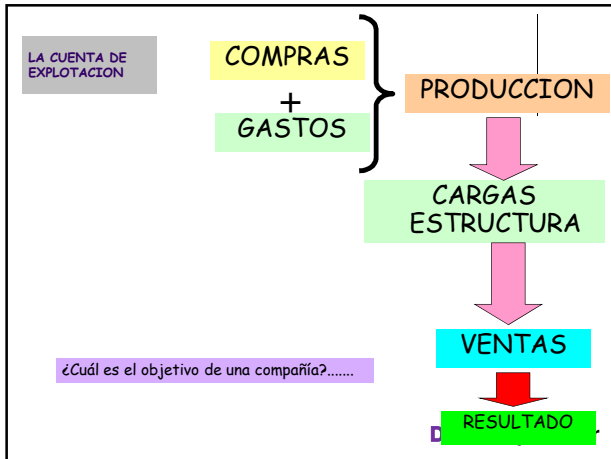 LA CUENTA DE
EXPLOTACION
COMPRAS
+
GASTOS
PRODUCCION
CARGAS
ESTRUCTURA
VENTAS
¿Cuál es el objetivo de una compañía?.......
RESULTADO